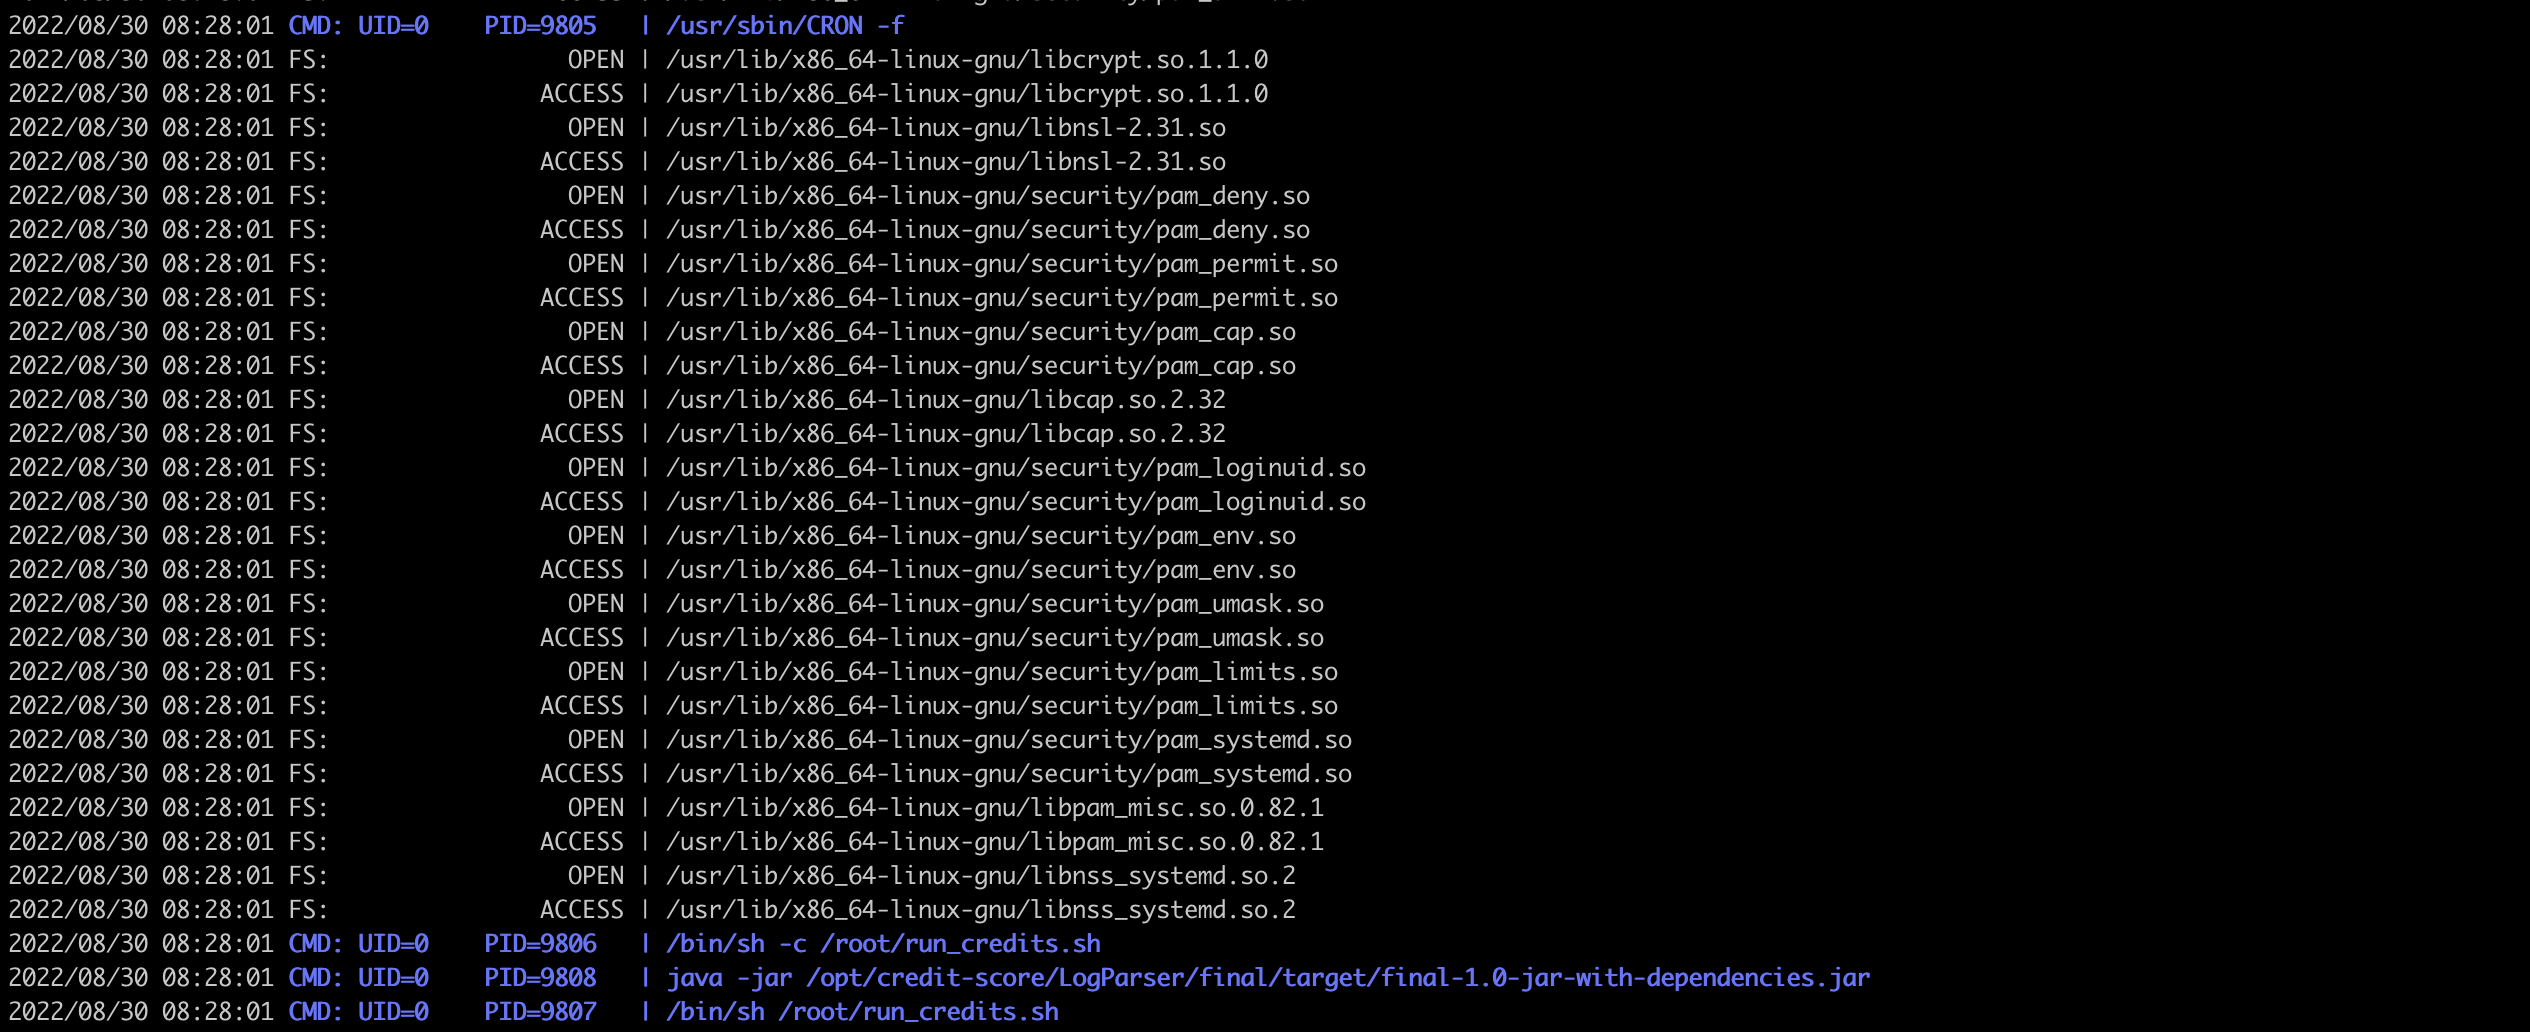 2022/08/30 08:28:01 CMD: UID=0    PID=9805   | /usr/sbin/CRON -f
2022/08/30 08:28:01 FS:                 OPEN | /usr/lib/x86_64-linux-gnu/libcrypt.so.1.1.0
2022/08/30 08:28:01 FS:               ACCESS | /usr/lib/x86_64-linux-gnu/libcrypt.so.1.1.0
2022/08/30 08:28:01 FS:                 OPEN | /usr/lib/x86_64-linux-gnu/libnsl-2.31.so
2022/08/30 08:28:01 FS:               ACCESS | /usr/lib/x86_64-linux-gnu/libnsl-2.31.so
2022/08/30 08:28:01 FS:                 OPEN | /usr/lib/x86_64-linux-gnu/security/pam_deny.so
2022/08/30 08:28:01 FS:               ACCESS | /usr/lib/x86_64-linux-gnu/security/pam_deny.so
2022/08/30 08:28:01 FS:                 OPEN | /usr/lib/x86_64-linux-gnu/security/pam_permit.so
2022/08/30 08:28:01 FS:               ACCESS | /usr/lib/x86_64-linux-gnu/security/pam_permit.so
2022/08/30 08:28:01 FS:                 OPEN | /usr/lib/x86_64-linux-gnu/security/pam_cap.so
2022/08/30 08:28:01 FS:               ACCESS | /usr/lib/x86_64-linux-gnu/security/pam_cap.so
2022/08/30 08:28:01 FS:                 OPEN | /usr/lib/x86_64-linux-gnu/libcap.so.2.32
2022/08/30 08:28:01 FS:               ACCESS | /usr/lib/x86_64-linux-gnu/libcap.so.2.32
2022/08/30 08:28:01 FS:                 OPEN | /usr/lib/x86_64-linux-gnu/security/pam_loginuid.so
2022/08/30 08:28:01 FS:               ACCESS | /usr/lib/x86_64-linux-gnu/security/pam_loginuid.so
2022/08/30 08:28:01 FS:                 OPEN | /usr/lib/x86_64-linux-gnu/security/pam_env.so
2022/08/30 08:28:01 FS:               ACCESS | /usr/lib/x86_64-linux-gnu/security/pam_env.so
2022/08/30 08:28:01 FS:                 OPEN | /usr/lib/x86_64-linux-gnu/security/pam_umask.so
2022/08/30 08:28:01 FS:               ACCESS | /usr/lib/x86_64-linux-gnu/security/pam_umask.so
2022/08/30 08:28:01 FS:                 OPEN | /usr/lib/x86_64-linux-gnu/security/pam_limits.so
2022/08/30 08:28:01 FS:               ACCESS | /usr/lib/x86_64-linux-gnu/security/pam_limits.so
2022/08/30 08:28:01 FS:                 OPEN | /usr/lib/x86_64-linux-gnu/security/pam_systemd.so
2022/08/30 08:28:01 FS:               ACCESS | /usr/lib/x86_64-linux-gnu/security/pam_systemd.so
2022/08/30 08:28:01 FS:                 OPEN | /usr/lib/x86_64-linux-gnu/libpam_misc.so.0.82.1
2022/08/30 08:28:01 FS:               ACCESS | /usr/lib/x86_64-linux-gnu/libpam_misc.so.0.82.1
2022/08/30 08:28:01 FS:                 OPEN | /usr/lib/x86_64-linux-gnu/libnss_systemd.so.2
2022/08/30 08:28:01 FS:               ACCESS | /usr/lib/x86_64-linux-gnu/libnss_systemd.so.2
2022/08/30 08:28:01 CMD: UID=0    PID=9806   | /bin/sh -c /root/run_credits.sh
2022/08/30 08:28:01 CMD: UID=0    PID=9808   | java -jar /opt/credit-score/LogParser/final/target/final-1.0-jar-with-dependencies.jar
2022/08/30 08:28:01 CMD: UID=0    PID=9807   | /bin/sh /root/run_credits.sh